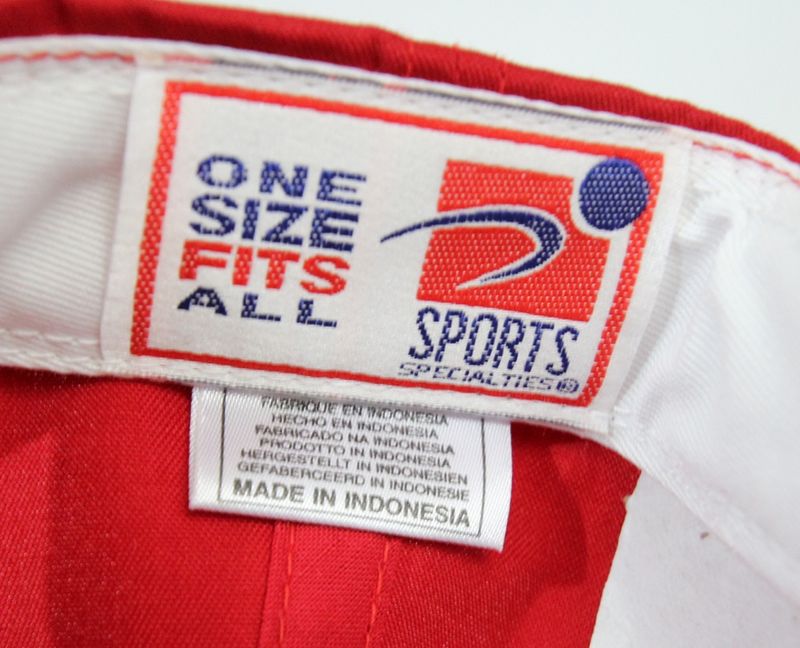 ONE
SIZE
FITS
ALL
SPORTS
SPECIALTIES®
FABRIQUE EN INDONESIA
HECHO EN INDONESIA
FABRICADO NA INDONESIA
PRODOTTO IN INDONESIA
HERGESTELLT IN INDONESIEN
GEFABERCEERD IN INDONESIE
MADE IN INDONESIA